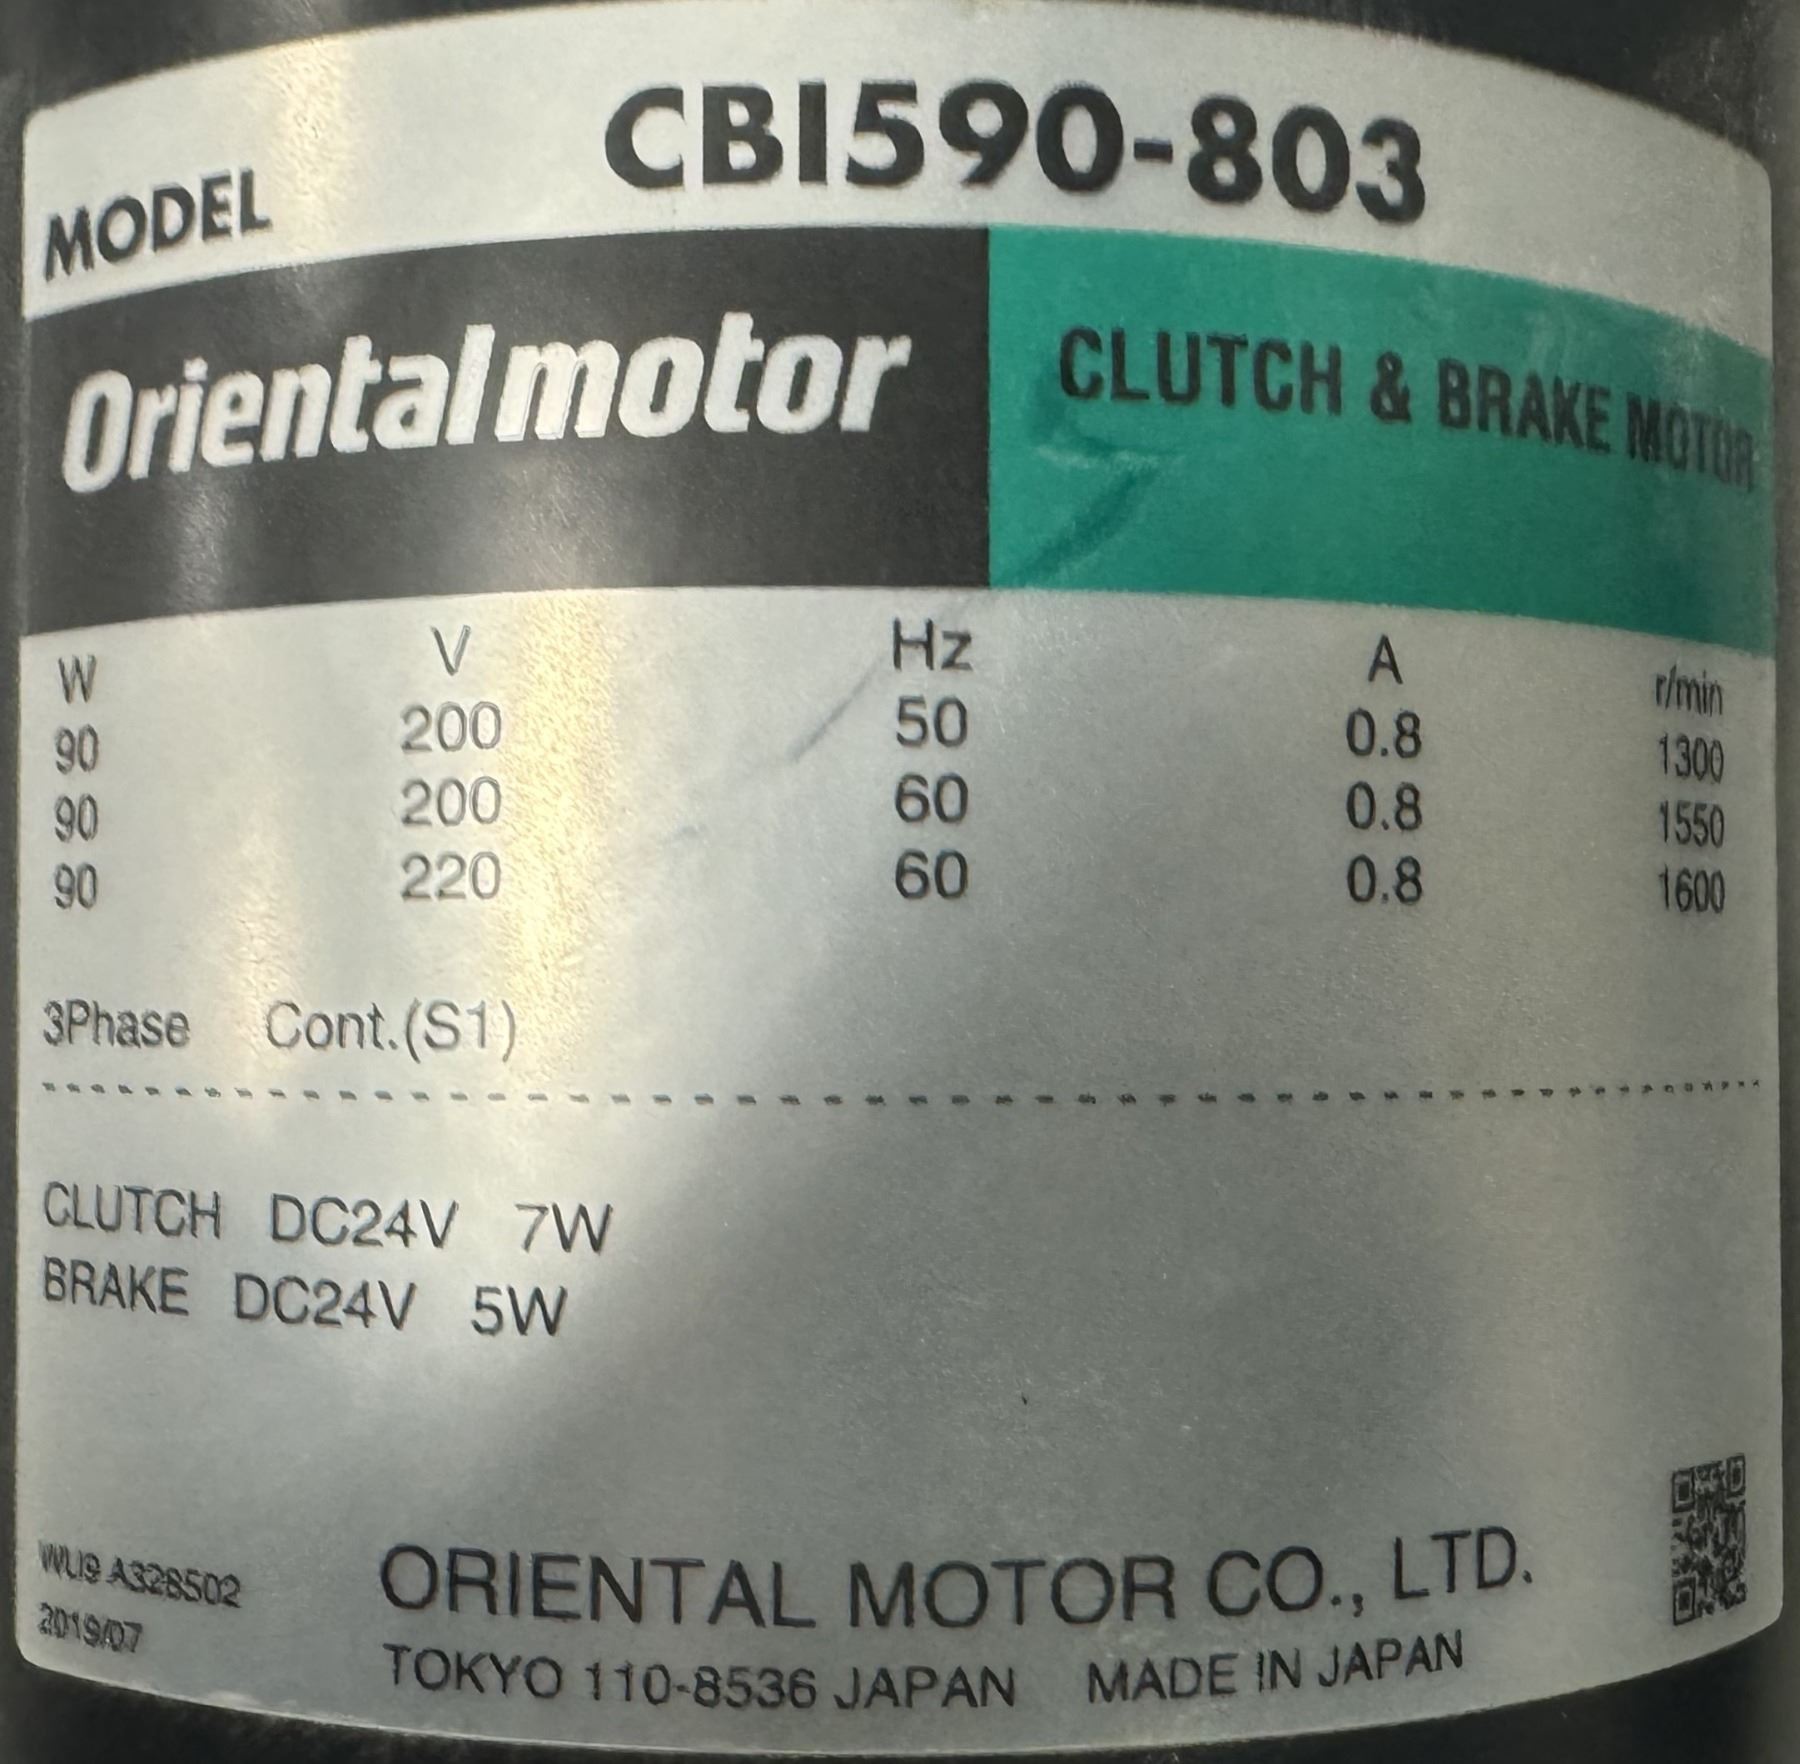 CBI590-803
MODEL
Orientalmotor
CLUTCH & BRAKE MOTOR
W V Hz A r/min
90 200 50 0.8 1300
90 200 60 0.8 1550
90 220 60 0.8 1600
3Phase Cont.(S1)
CLUTCH DC24V 7W
BRAKE DC24V 5W
WU9 A328502
2019/07
ORIENTAL MOTOR CO., LTD.
TOKYO 110-8536 JAPAN MADE IN JAPAN